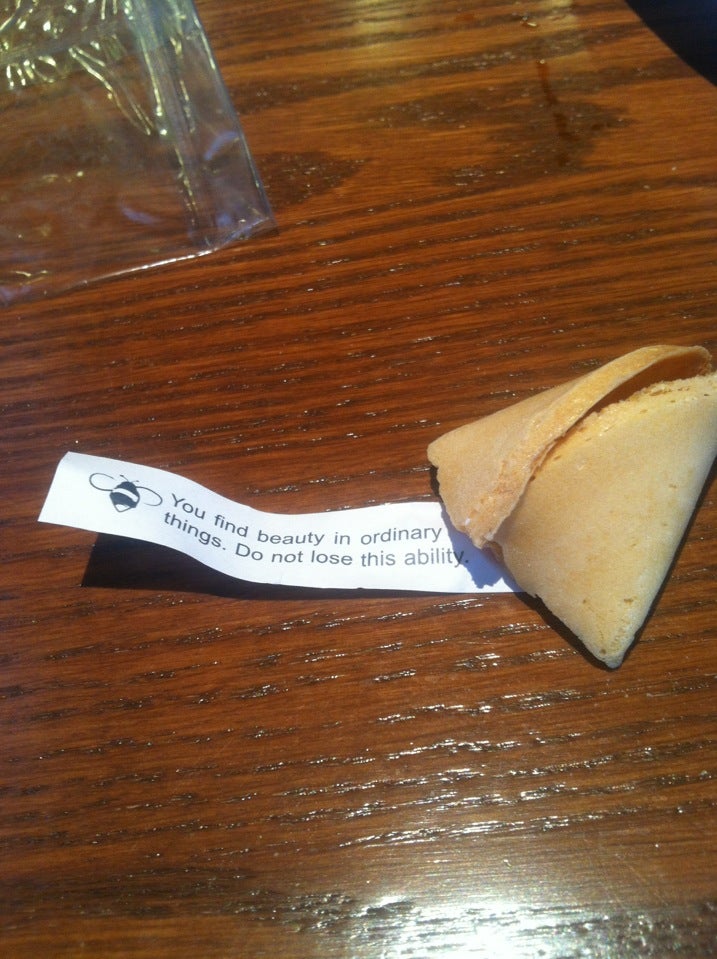 You find beauty in ordinary
things. Do not lose this ability.